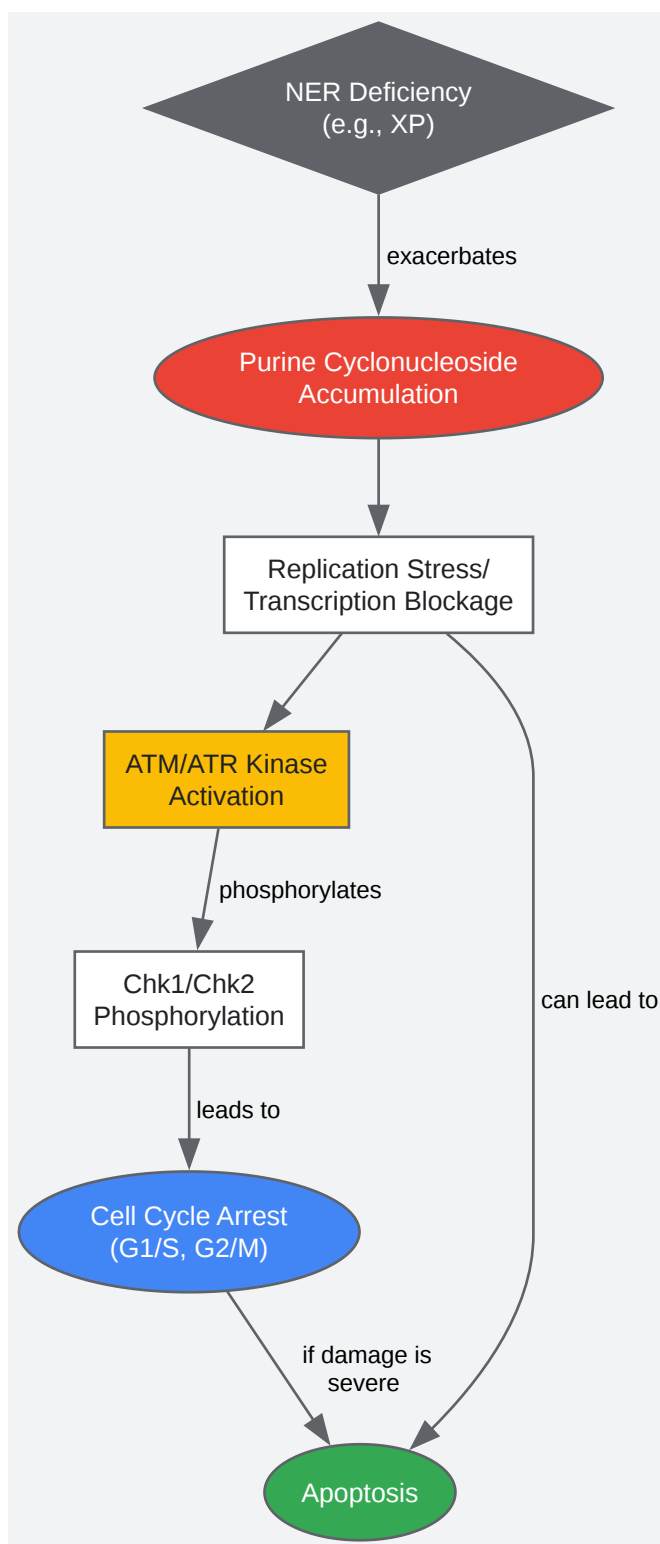 NER Deficiency
(e.g., XP)
exacerbates
Purine Cyclonucleoside
Accumulation
Replication Stress/
Transcription Blockage
ATM/ATR Kinase
Activation
phosphorylates
Chk1/Chk2
Phosphorylation
can lead to
leads to
Cell Cycle Arrest
(G1/S, G2/M)
if damage is
severe
Apoptosis